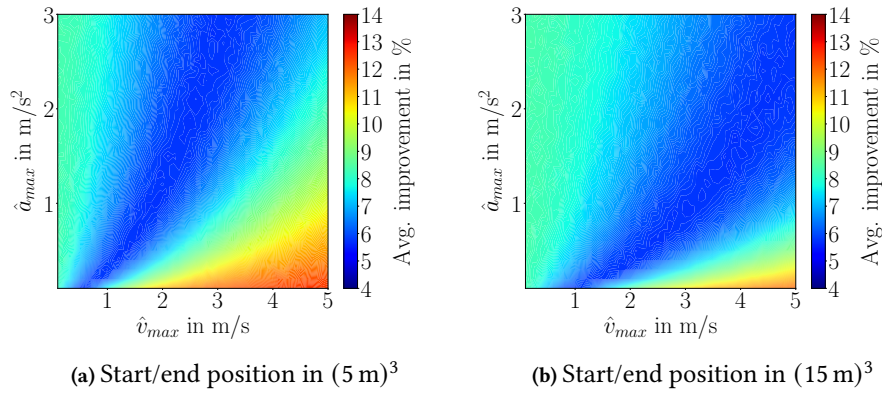 3
2
1
â_max in m/s²
1 2 3 4 5
v̂_max in m/s
14
13
12
11
10
9
8
7
6
5
4
Avg. improvement in %
(a) Start/end position in (5 m)³
3
2
1
â_max in m/s²
1 2 3 4 5
v̂_max in m/s
14
13
12
11
10
9
8
7
6
5
4
Avg. improvement in %
(b) Start/end position in (15 m)³